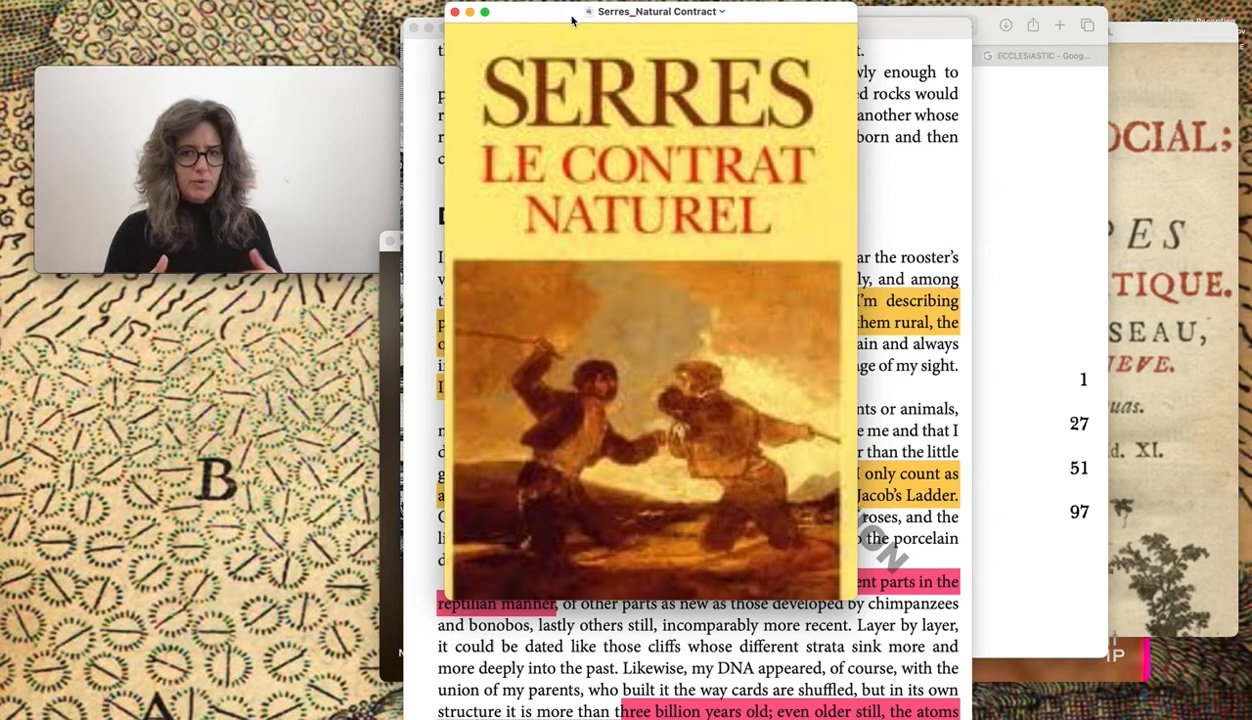 Serres_Natural Contract
SERRES
LE CONTRAT
NATUREL
wly enough to
ed rocks would
another whose
born and then
ar the rooster's
ly, and among
I'm describing
them rural, the
ain and always
age of my sight.
nts or animals,
e me and that I
r than the little
I only count as
Jacob's Ladder.
roses, and the
o the porcelain
ent parts in the
reptilian manner, of other parts as new as those developed by chimpanzees
and bonobos, lastly others still, incomparably more recent. Layer by layer,
it could be dated like those cliffs whose different strata sink more and
more deeply into the past. Likewise, my DNA appeared, of course, with the
union of my parents, who built it the way cards are shuffled, but in its own
structure it is more than three billion years old; even older still, the atoms
ECCLESIASTIC - Goog...
1
27
51
97
OCIAL;
PES
TIQUE.
SEAU,
EVE.
uas.
d. XI.
IP
B
A